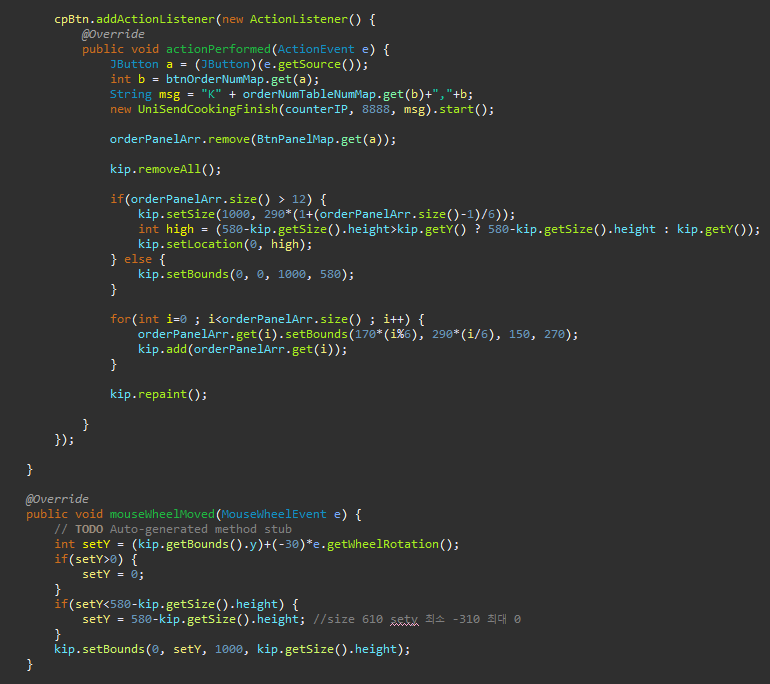 cpBtn.addActionListener(new ActionListener() {
@Override
public void actionPerformed(ActionEvent e) {
JButton a = (JButton)(e.getSource());
int b = btnOrderNumMap.get(a);
String msg = "K" + orderNumTableNumMap.get(b)+","+b;
new UniSendCookingFinish(counterIP, 8888, msg).start();
orderPanelArr.remove(BtnPanelMap.get(a));
kip.removeAll();
if(orderPanelArr.size() > 12) {
kip.setSize(1000, 290*(1+(orderPanelArr.size()-1)/6));
int high = (580-kip.getSize().height>kip.getY() ? 580-kip.getSize().height : kip.getY());
kip.setLocation(0, high);
} else {
kip.setBounds(0, 0, 1000, 580);
}
for(int i=0 ; i<orderPanelArr.size() ; i++) {
orderPanelArr.get(i).setBounds(170*(i%6), 290*(i/6), 150, 270);
kip.add(orderPanelArr.get(i));
}
kip.repaint();
}
});
}
@Override
public void mouseWheelMoved(MouseWheelEvent e) {
// TODO Auto-generated method stub
int setY = (kip.getBounds().y)+(-30)*e.getWheelRotation();
if(setY>0) {
setY = 0;
}
if(setY<580-kip.getSize().height) {
setY = 580-kip.getSize().height; //size 610 sety 최소 -310 최대 0
}
kip.setBounds(0, setY, 1000, kip.getSize().height);
}